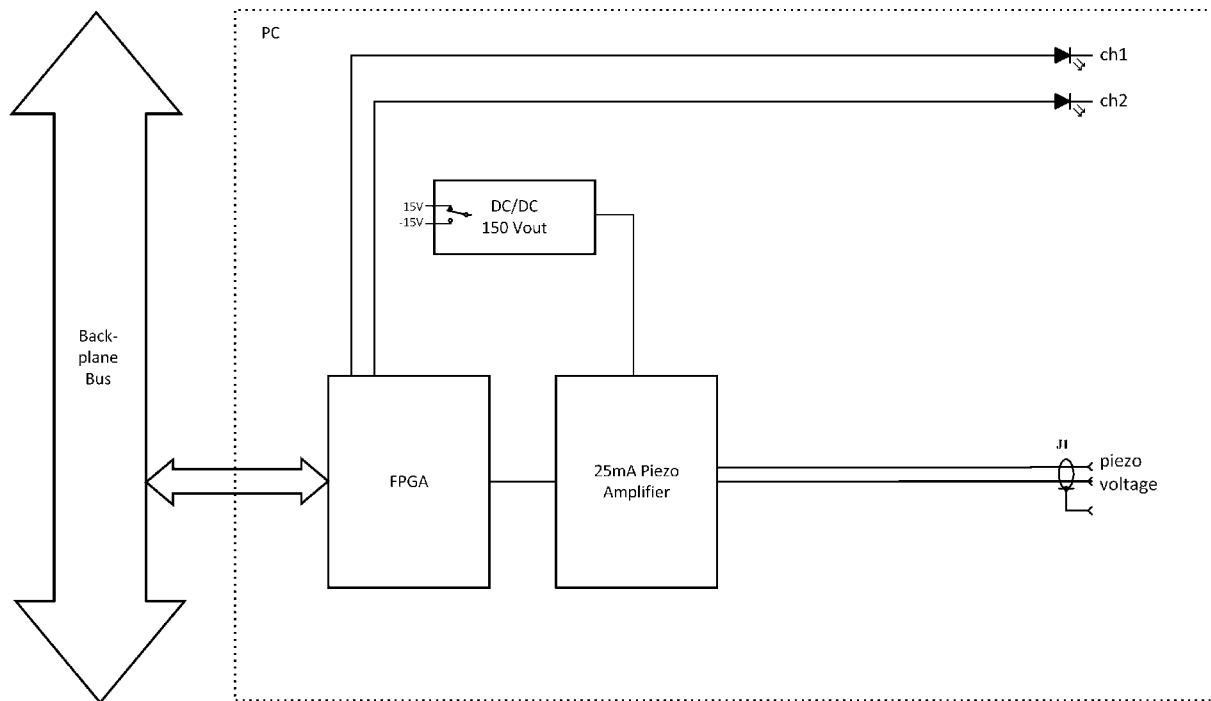 PC
ch1
ch2
15V
-15V
DC/DC
150 Vout
Back-
plane
Bus
FPGA
25mA Piezo
Amplifier
J1
piezo
voltage